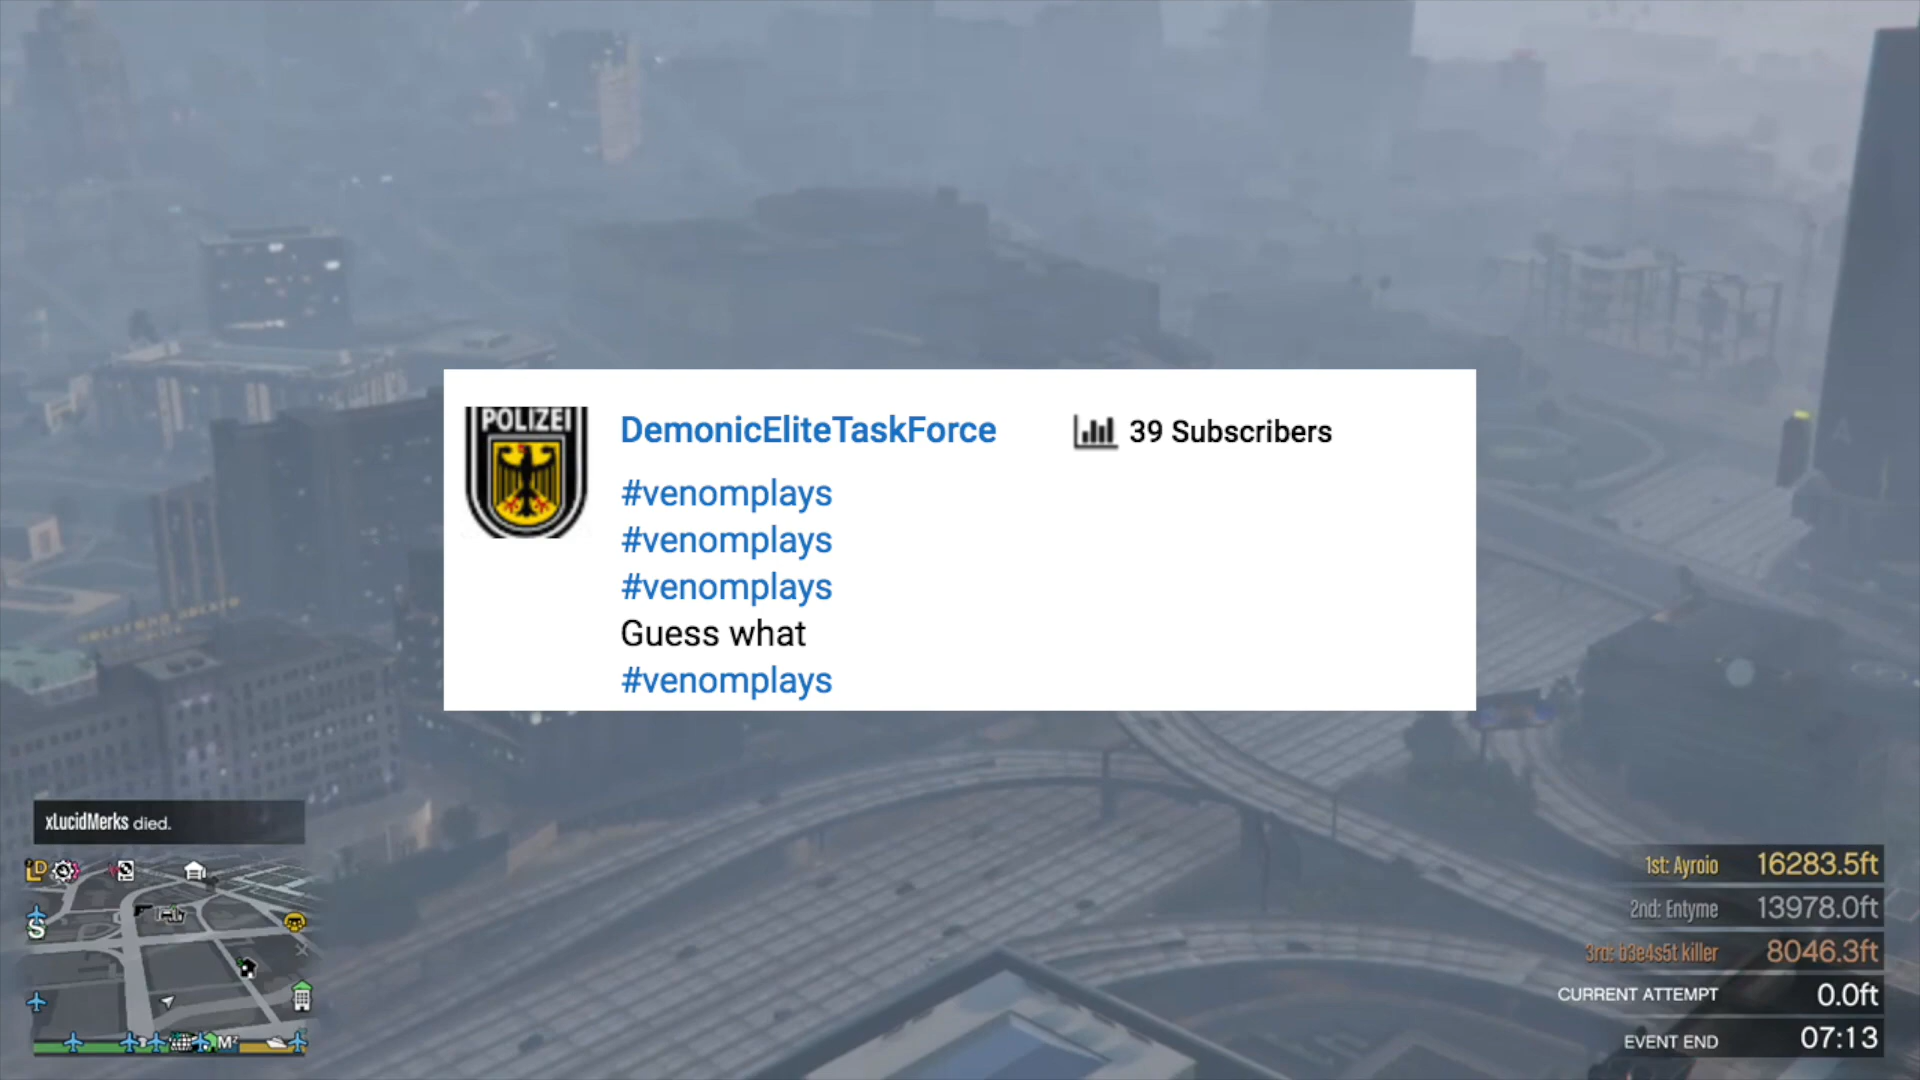 POLIZEI
DemonicEliteTaskForce
39 Subscribers
#venomplays
#venomplays
#venomplays
Guess what
#venomplays
xLucidMerks died.
1st: Ayroio 16283.5ft
2nd: Entyme 13978.0ft
3rd: b3e4s5t killer 8046.3ft
CURRENT ATTEMPT 0.0ft
EVENT END 07:13